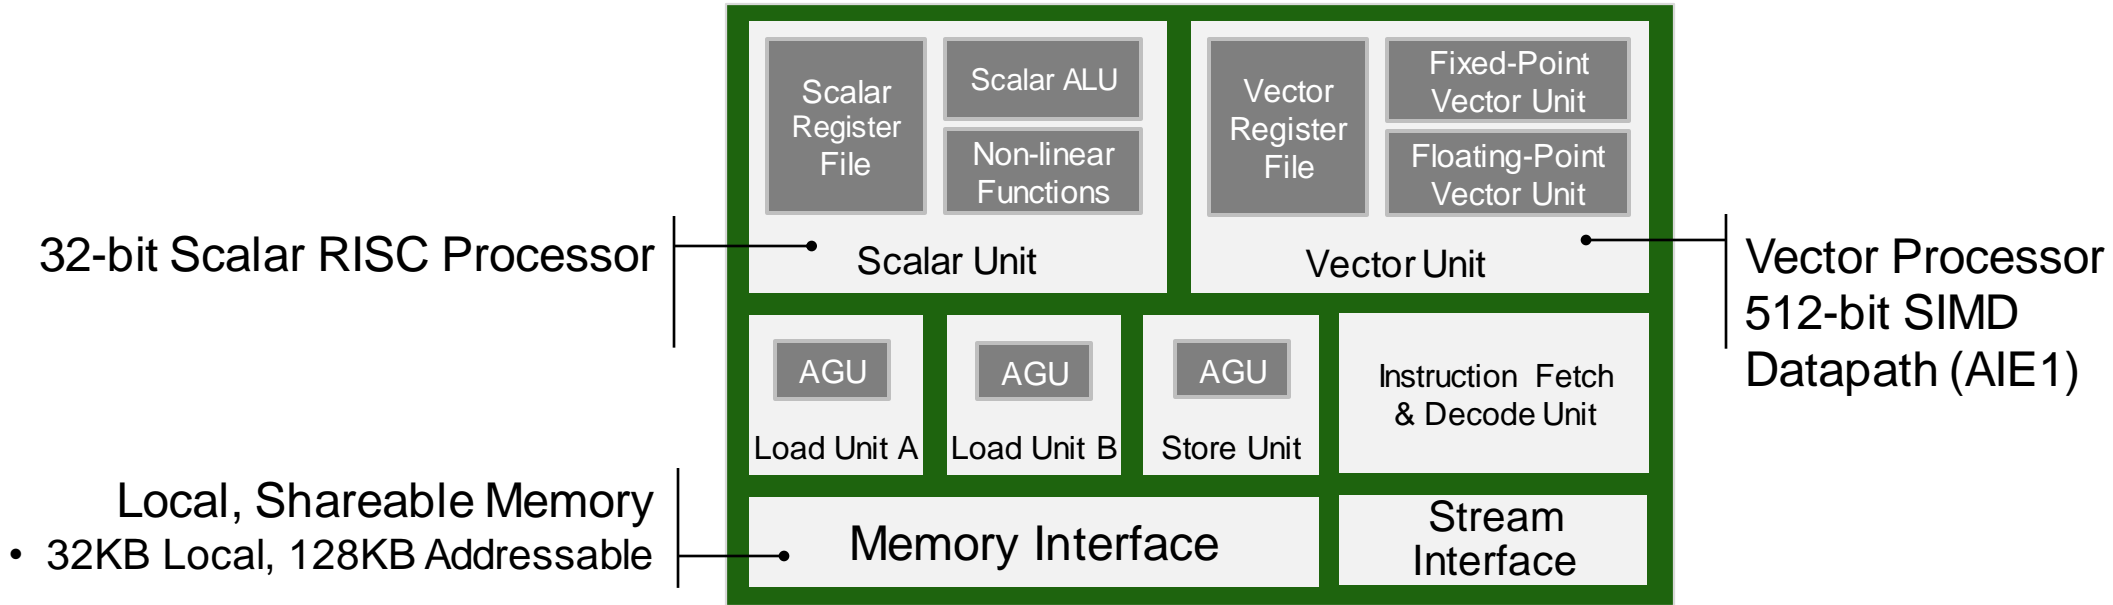 Scalar
Register
File
Scalar ALU
Non-linear
Functions
Scalar Unit
Vector
Register
File
Fixed-Point
Vector Unit
Floating-Point
Vector Unit
Vector Unit
32-bit Scalar RISC Processor
Vector Processor
512-bit SIMD
Datapath (AIE1)
AGU
Load Unit A
AGU
Load Unit B
AGU
Store Unit
Instruction Fetch
& Decode Unit
Local, Shareable Memory
• 32KB Local, 128KB Addressable
Memory Interface
Stream
Interface